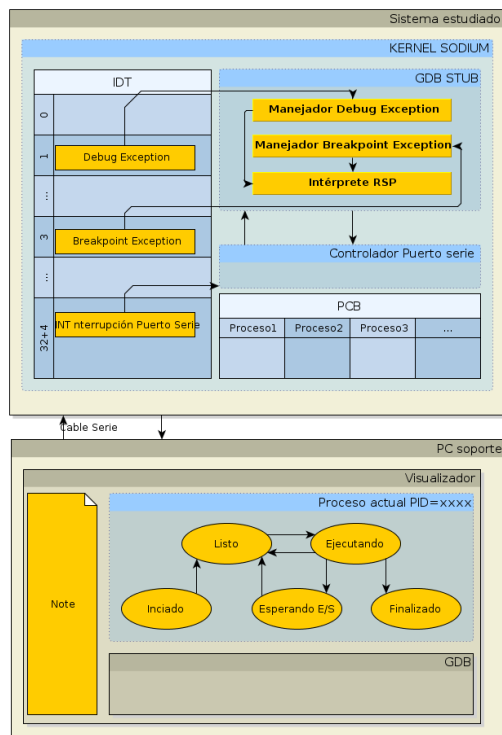 Sistema estudiado
KERNEL SODIUM
IDT
0
1
Debug Exception
...
3
Breakpoint Exception
...
32+4
INT nterrupción Puerto Serie
GDB STUB
Manejador Debug Exception
Manejador Breakpoint Exception
Intérprete RSP
Controlador Puerto serie
PCB
Proceso1 Proceso2 Proceso3 ...
Cable Serie
PC soporte
Visualizador
Note
Proceso actual PID=xxxx
Listo
Ejecutando
Inciado
Esperando E/S
Finalizado
GDB